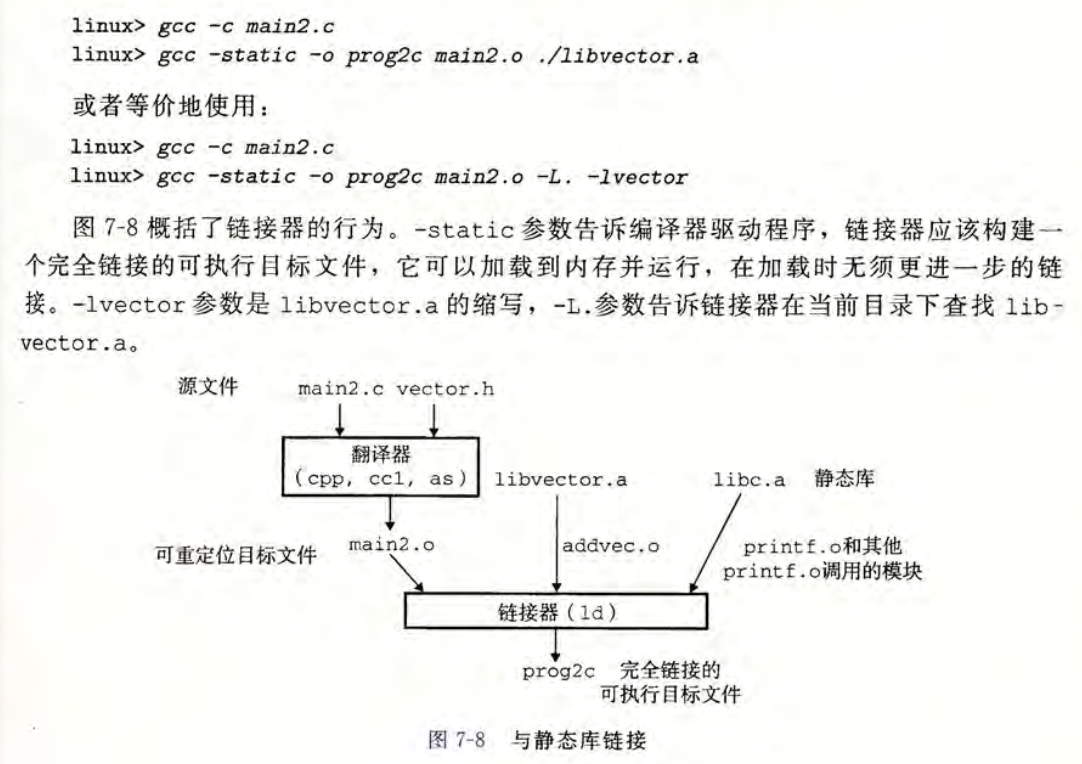 linux> gcc -c main2.c
linux> gcc -static -o prog2c main2.o ./libvector.a
或者等价地使用：
linux> gcc -c main2.c
linux> gcc -static -o prog2c main2.o -L. -lvector
图 7-8 概括了链接器的行为。-static 参数告诉编译器驱动程序，链接器应该构建一
个完全链接的可执行目标文件，它可以加载到内存并运行，在加载时无须更进一步的链
接。-lvector 参数是 libvector.a 的缩写，-L.参数告诉链接器在当前目录下查找 lib-
vector.a。
源文件 main2.c vector.h
翻译器
(cpp, cc1, as) libvector.a libc.a 静态库
可重定位目标文件 main2.o addvec.o printf.o和其他
printf.o调用的模块
链接器(ld)
prog2c 完全链接的
可执行目标文件
图 7-8 与静态库链接